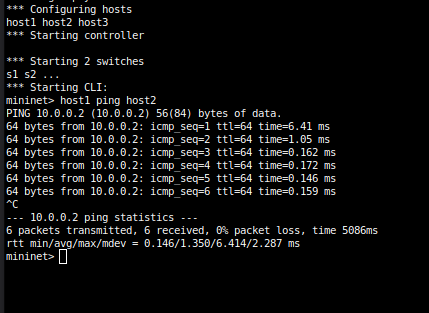 *** Configuring hosts
host1 host2 host3
*** Starting controller
*** Starting 2 switches
s1 s2 ...
*** Starting CLI:
mininet> host1 ping host2
PING 10.0.0.2 (10.0.0.2) 56(84) bytes of data.
64 bytes from 10.0.0.2: icmp_seq=1 ttl=64 time=6.41 ms
64 bytes from 10.0.0.2: icmp_seq=2 ttl=64 time=1.05 ms
64 bytes from 10.0.0.2: icmp_seq=3 ttl=64 time=0.162 ms
64 bytes from 10.0.0.2: icmp_seq=4 ttl=64 time=0.172 ms
64 bytes from 10.0.0.2: icmp_seq=5 ttl=64 time=0.146 ms
64 bytes from 10.0.0.2: icmp_seq=6 ttl=64 time=0.159 ms
^C
--- 10.0.0.2 ping statistics ---
6 packets transmitted, 6 received, 0% packet loss, time 5086ms
rtt min/avg/max/mdev = 0.146/1.350/6.414/2.287 ms
mininet>